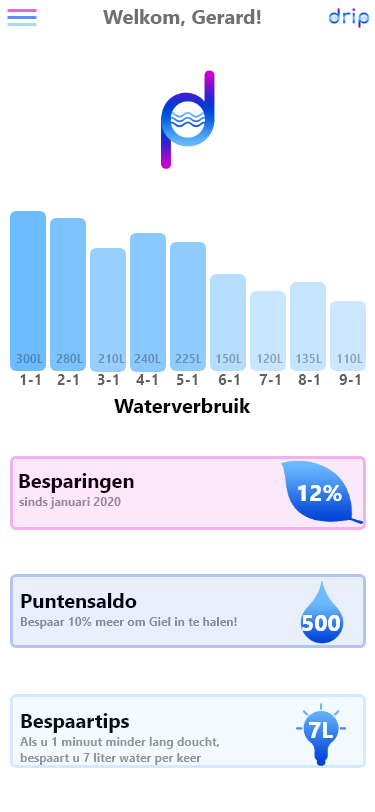 Welkom, Gerard!
drip
300L 280L 210L 240L 225L 150L 120L 135L 110L
1-1 2-1 3-1 4-1 5-1 6-1 7-1 8-1 9-1
Waterverbruik
Besparingen
sinds januari 2020
12%
Puntensaldo
Bespaar 10% meer om Giel in te halen!
500
Bespaartips
Als u 1 minuut minder lang doucht,
bespaart u 7 liter water per keer
7L